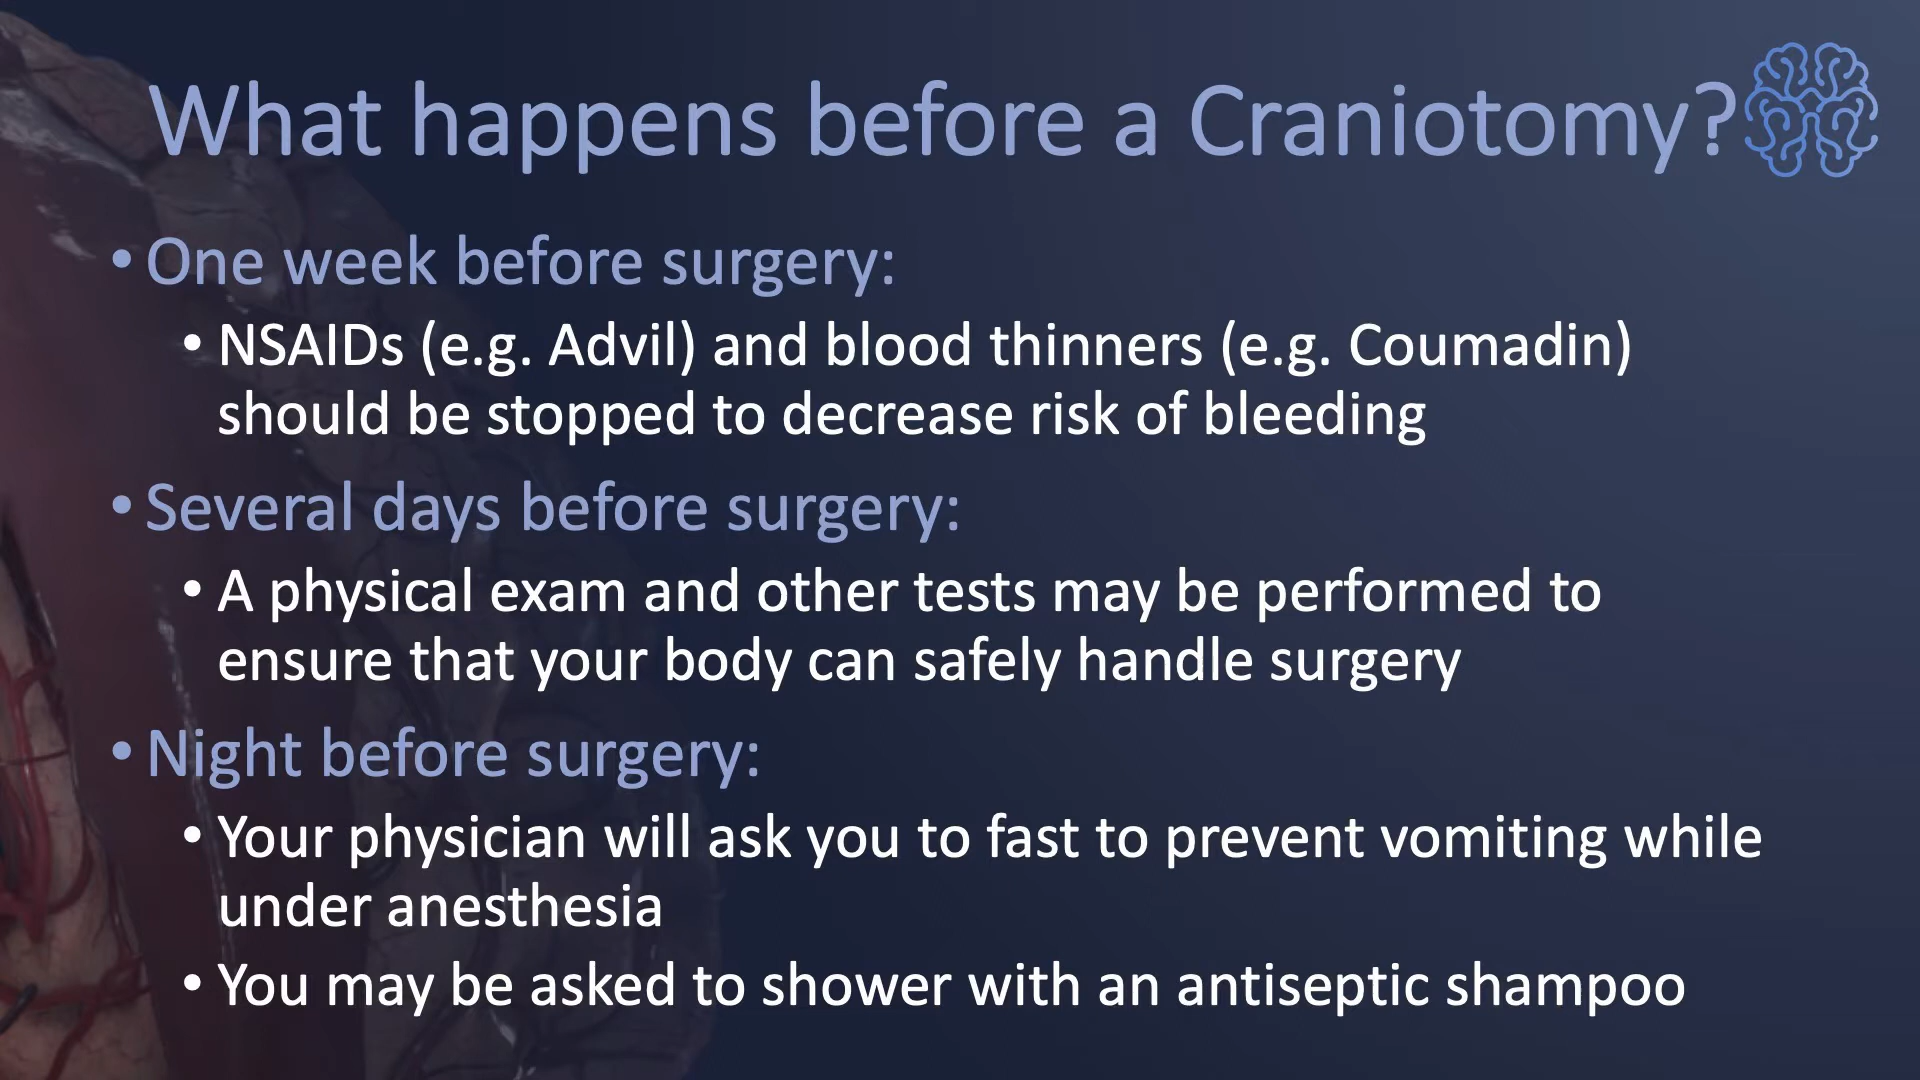 What happens before a Craniotomy?
• One week before surgery:
• NSAIDs (e.g. Advil) and blood thinners (e.g. Coumadin)
should be stopped to decrease risk of bleeding
• Several days before surgery:
• A physical exam and other tests may be performed to
ensure that your body can safely handle surgery
• Night before surgery:
• Your physician will ask you to fast to prevent vomiting while
under anesthesia
• You may be asked to shower with an antiseptic shampoo